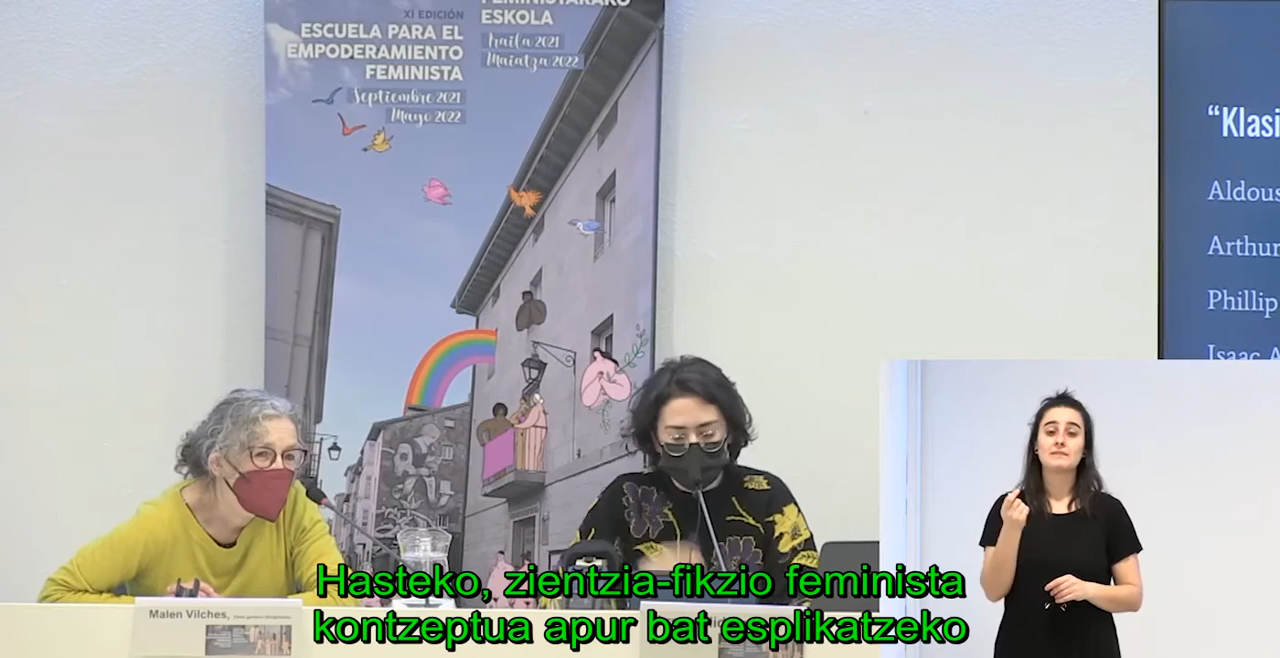 XI EDICIÓN
ESCUELA PARA EL
EMPODERAMIENTO
FEMINISTA
Septiembre 2021
Mayo 2022
ESKOLA
Iraila 2021
Maiatza 2022
“Klasi
Aldous
Arthur
Phillip
Isaac A
Malen Vilches,
Hasteko, zientzia-fikzio feminista
kontzeptua apur bat esplikatzeko